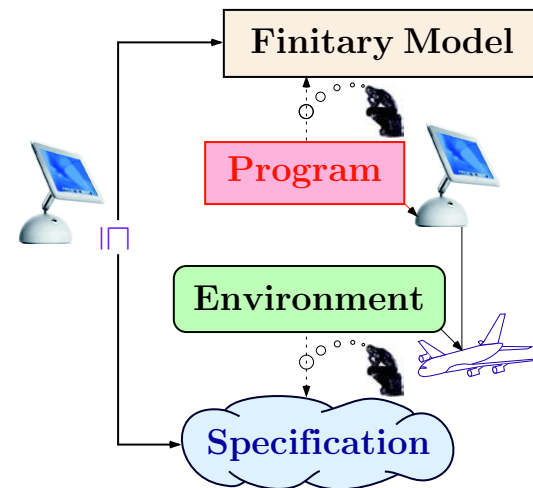 Finitary Model
Program
|⊓
Environment
Specification